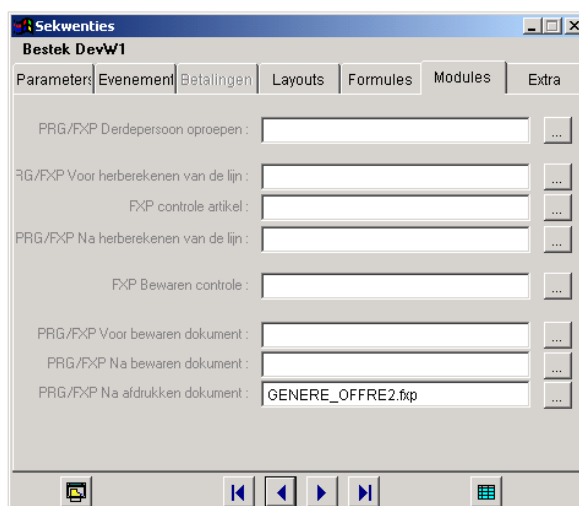 Sekwenties
Bestek DevW1
Parameters Evenement Betalingen Layouts Formules Modules Extra
PRG/FXP Derdepersoon oproepen :
...
RG/FXP Voor herberekenen van de lijn :
...
FXP controle artikel :
...
PRG/FXP Na herberekenen van de lijn :
...
FXP Bewaren controle :
...
PRG/FXP Voor bewaren dokument :
...
PRG/FXP Na bewaren dokument :
...
PRG/FXP Na afdrukken dokument : GENERE_OFFRE2.fxp
...